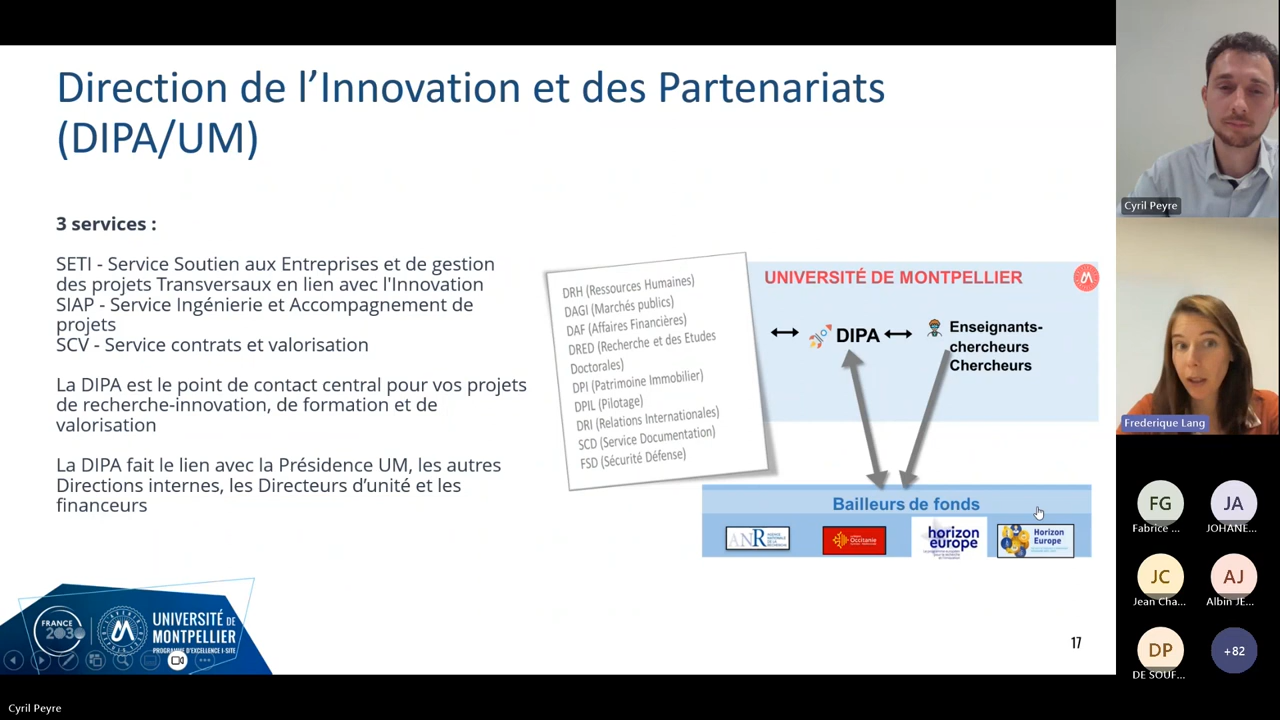 Direction de l’Innovation et des Partenariats
(DIPA/UM)
3 services :
SETI - Service Soutien aux Entreprises et de gestion
des projets Transversaux en lien avec l'Innovation
SIAP - Service Ingénierie et Accompagnement de
projets
SCV - Service contrats et valorisation
La DIPA est le point de contact central pour vos projets
de recherche-innovation, de formation et de
valorisation
La DIPA fait le lien avec la Présidence UM, les autres
Directions internes, les Directeurs d’unité et les
financeurs
DRH (Ressources Humaines)
DAGI (Marchés publics)
DAF (Affaires Financières)
DRED (Recherche et des Etudes
Doctorales)
DPI (Patrimoine Immobilier)
DPIL (Pilotage)
DRI (Relations Internationales)
SCD (Service Documentation)
FSD (Sécurité Défense)
UNIVERSITÉ DE MONTPELLIER
DIPA
Enseignants-
chercheurs
Chercheurs
Bailleurs de fonds
ANR
Occitanie
horizon
europe
Horizon
Europe
FRANCE
2030
UNIVERSITÉ DE
MONTPELLIER
PROGRAMME D'EXCELLENCE I-SITE
17
Cyril Peyre
Frederique Lang
FG
Fabrice ...
JA
JOHANE...
JC
Jean Cha...
AJ
Albin JE...
DP
DE SOUF...
+82
Cyril Peyre